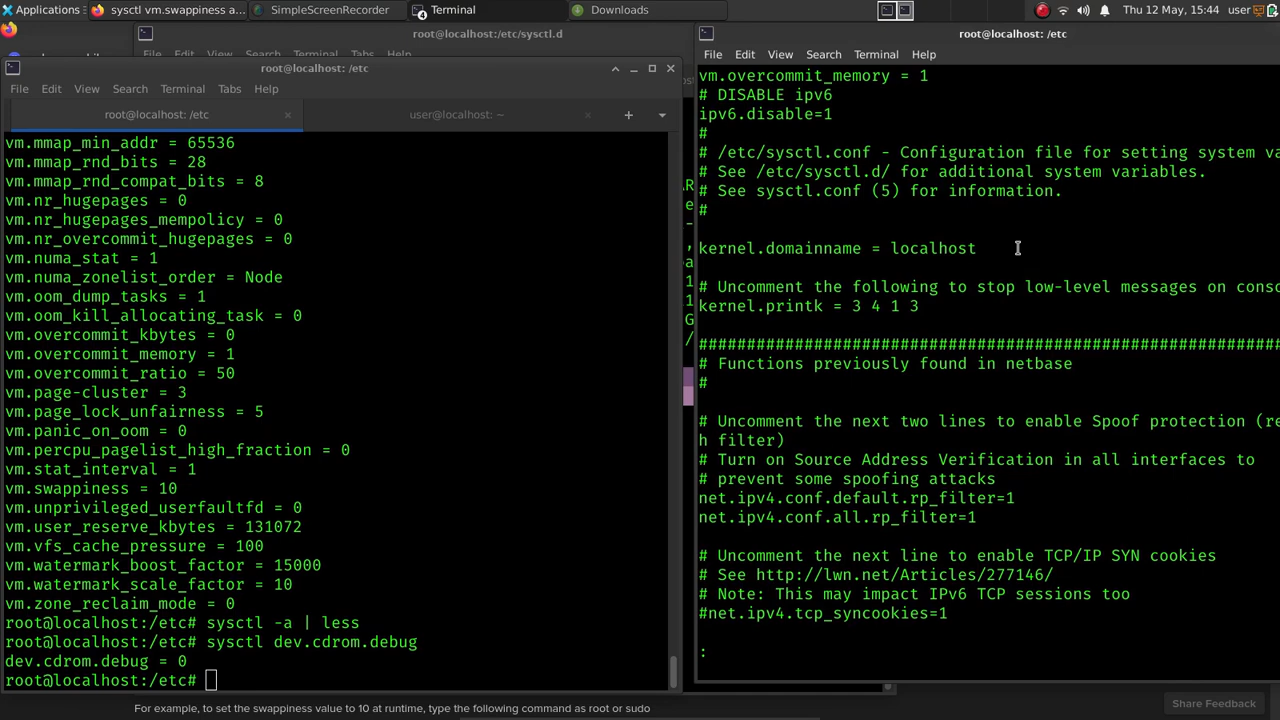 Applications
sysctl vm.swappiness a...
SimpleScreenRecorder
4
Terminal
Downloads
Thu 12 May, 15:44
user
root@localhost:/etc/sysctl.d
root@localhost: /etc
File Edit View Search Terminal Tabs Help
root@localhost: /etc
user@localhost: ~
vm.mmap_min_addr = 65536
vm.mmap_rnd_bits = 28
vm.mmap_rnd_compat_bits = 8
vm.nr_hugepages = 0
vm.nr_hugepages_mempolicy = 0
vm.nr_overcommit_hugepages = 0
vm.numa_stat = 1
vm.numa_zonelist_order = Node
vm.oom_dump_tasks = 1
vm.oom_kill_allocating_task = 0
vm.overcommit_kbytes = 0
vm.overcommit_memory = 1
vm.overcommit_ratio = 50
vm.page-cluster = 3
vm.page_lock_unfairness = 5
vm.panic_on_oom = 0
vm.percpu_pagelist_high_fraction = 0
vm.stat_interval = 1
vm.swappiness = 10
vm.unprivileged_userfaultfd = 0
vm.user_reserve_kbytes = 131072
vm.vfs_cache_pressure = 100
vm.watermark_boost_factor = 15000
vm.watermark_scale_factor = 10
vm.zone_reclaim_mode = 0
root@localhost:/etc# sysctl -a | less
root@localhost:/etc# sysctl dev.cdrom.debug
dev.cdrom.debug = 0
root@localhost:/etc#
root@localhost: /etc
File Edit View Search Terminal Help
vm.overcommit_memory = 1
# DISABLE ipv6
ipv6.disable=1
#
# /etc/sysctl.conf - Configuration file for setting system va
# See /etc/sysctl.d/ for additional system variables.
# See sysctl.conf (5) for information.
#
kernel.domainname = localhost
# Uncomment the following to stop low-level messages on conso
kernel.printk = 3 4 1 3
##############################################################
# Functions previously found in netbase
#
# Uncomment the next two lines to enable Spoof protection (re
h filter)
# Turn on Source Address Verification in all interfaces to
# prevent some spoofing attacks
net.ipv4.conf.default.rp_filter=1
net.ipv4.conf.all.rp_filter=1
# Uncomment the next line to enable TCP/IP SYN cookies
# See http://lwn.net/Articles/277146/
# Note: This may impact IPv6 TCP sessions too
#net.ipv4.tcp_syncookies=1
:
For example, to set the swappiness value to 10 at runtime, type the following command as root or sudo
Share Feedback